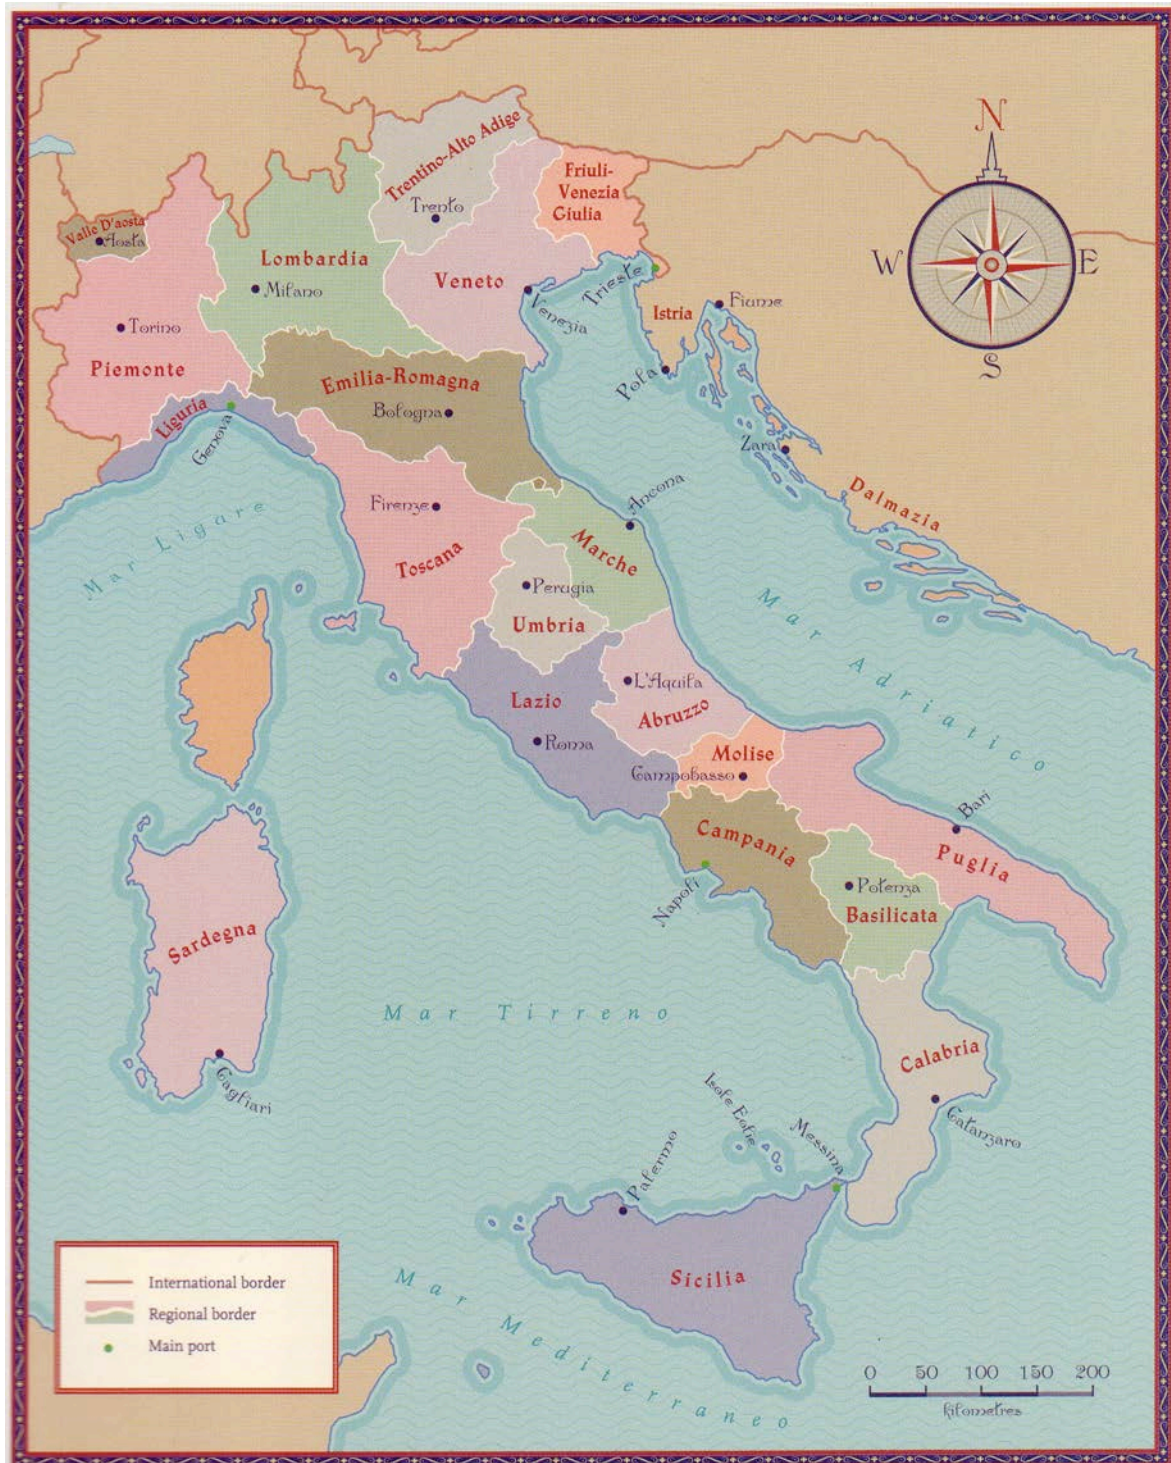 N
W
E
S
Trentino-Alto Adige
Trento
Friuli-
Venezia
Giulia
Valle D'aosta
Aosta
Lombardia
Milano
Veneto
Venezia
Trieste
Istria
Fiume
Torino
Piemonte
Emilia-Romagna
Bologna
Pola
Liguria
Genova
Zara
Dalmazia
Mar Ligure
Firenze
Toscana
Ancona
Marche
Perugia
Umbria
Mar Adriatico
Lazio
Roma
L'Aquila
Abruzzo
Molise
Campobasso
Campania
Napoli
Bari
Puglia
Potenza
Basilicata
Sardegna
Cagliari
Mar Tirreno
Calabria
Catanzaro
Isole Eolie
Messina
Palermo
Sicilia
Mar Mediterraneo
International border
Regional border
Main port
0 50 100 150 200
kilometres